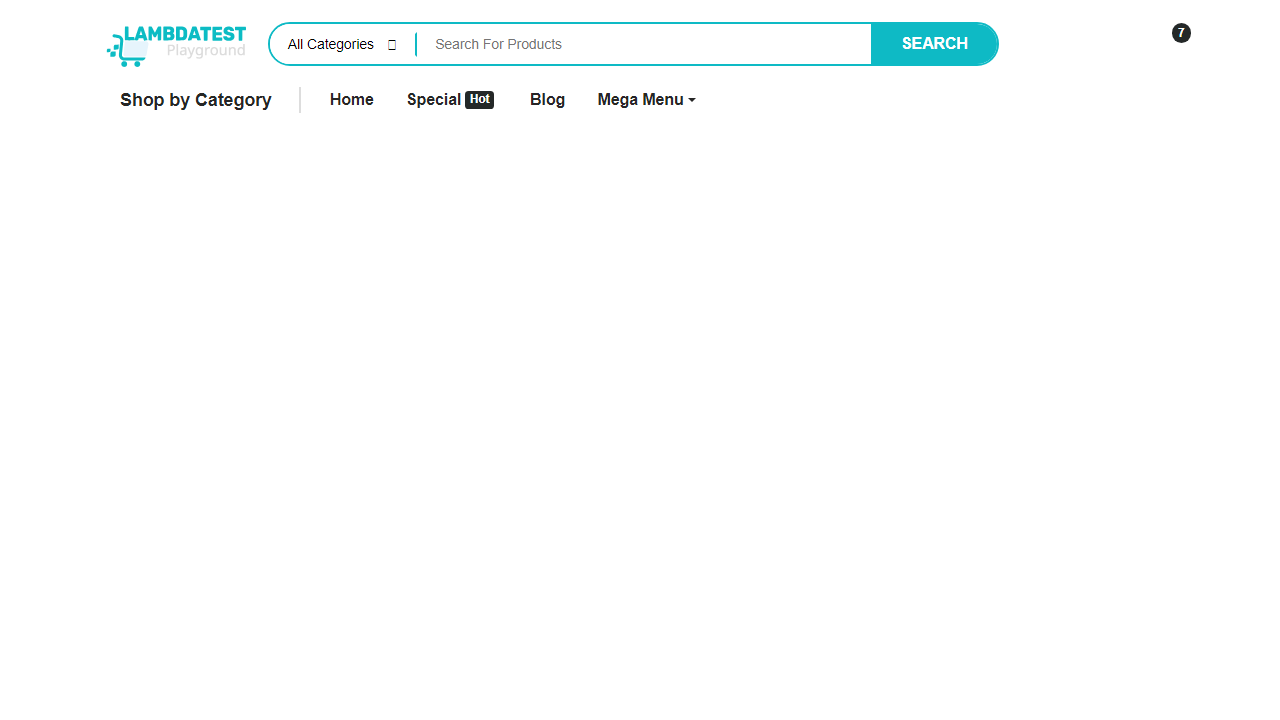 LAMBDATEST
Playground
All Categories
Search For Products
SEARCH
7
Shop by Category
Home
Special Hot
Blog
Mega Menu